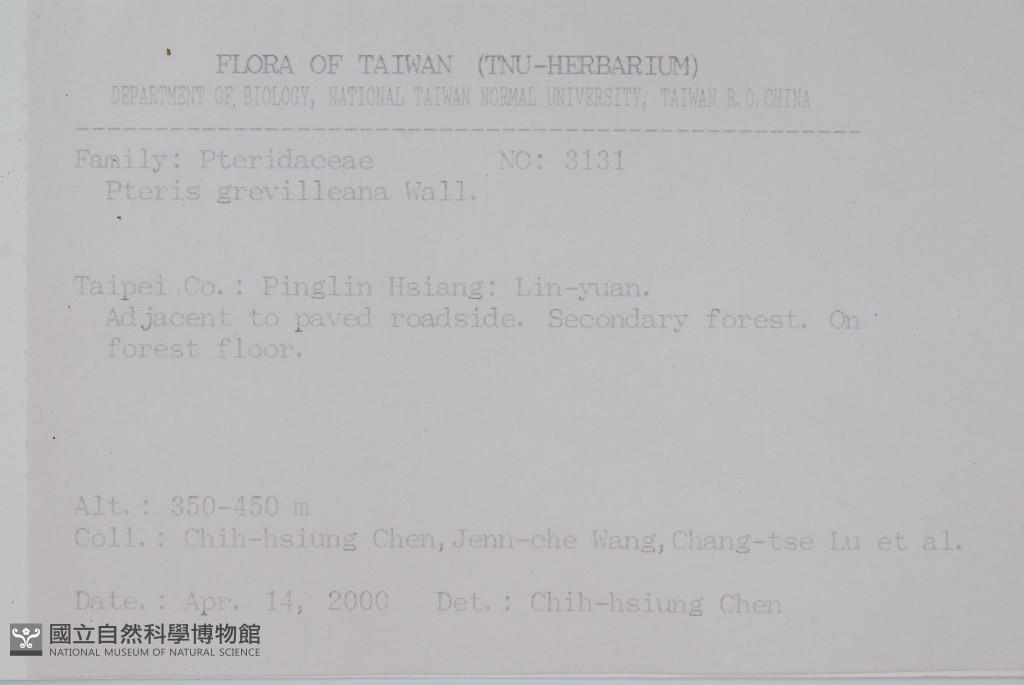 FLORA OF TAIWAN (TNU-HERBARIUM)
DEPARTMENT OF BIOLOGY, NATIONAL TAIWAN NORMAL UNIVERSITY, TAIWAN R.O.CHINA
Family: Pteridaceae NO: 3131
Pteris grevilleana Wall.
Taipei Co.: Pinglin Hsiang: Lin-yuan.
Adjacent to paved roadside. Secondary forest. On
forest floor.
Alt.: 350-450 m
Coll.: Chih-hsiung Chen, Jenn-che Wang, Chang-tse Lu et al.
Date.: Apr. 14, 2000 Det.: Chih-hsiung Chen
國立自然科學博物館
NATIONAL MUSEUM OF NATURAL SCIENCE